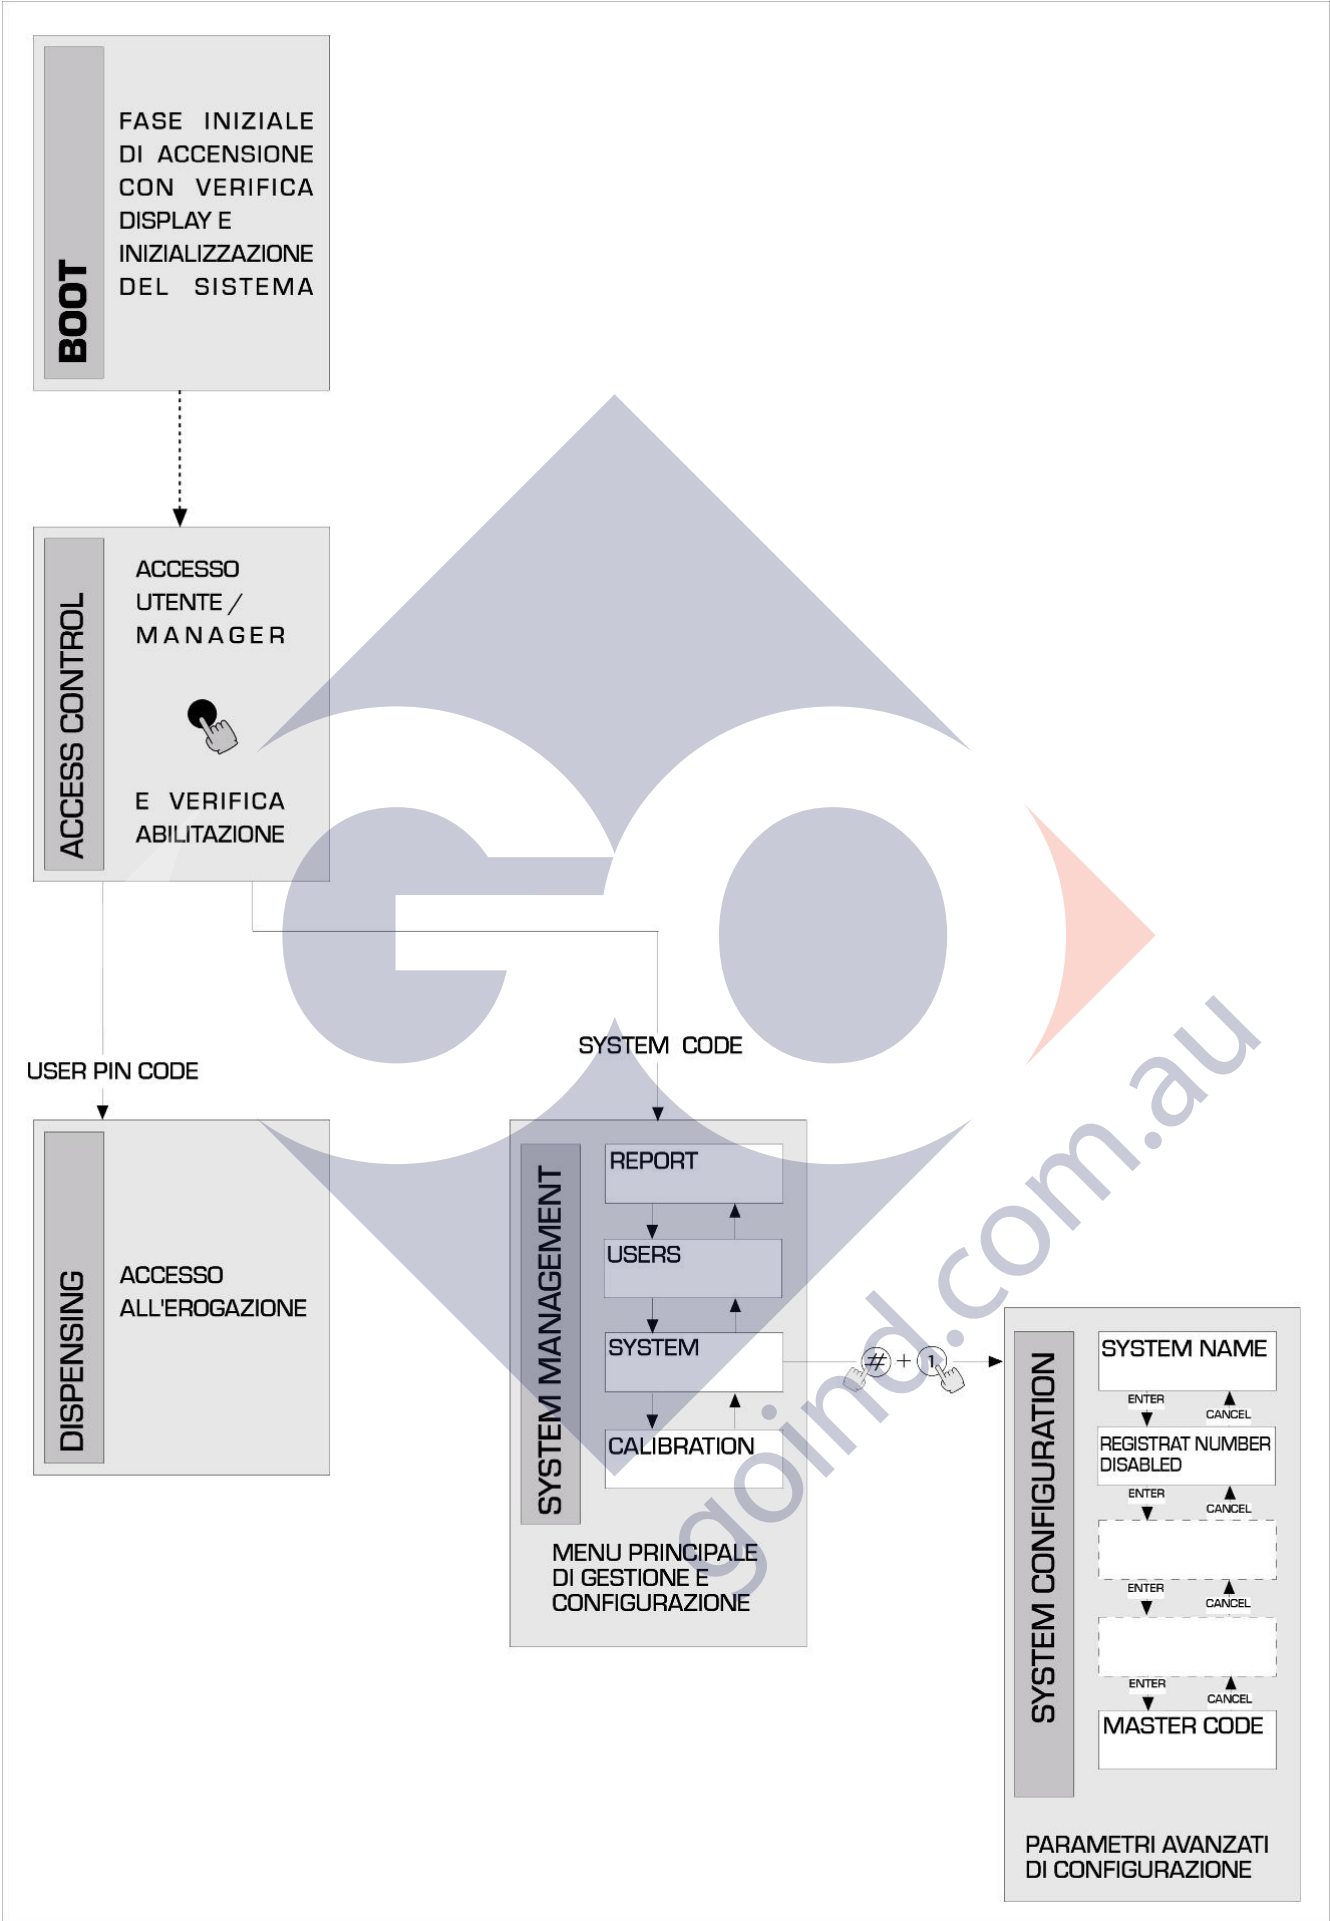 BOOT
FASE INIZIALE
DI ACCENSIONE
CON VERIFICA
DISPLAY E
INIZIALIZZAZIONE
DEL SISTEMA
ACCESS CONTROL
ACCESSO
UTENTE /
MANAGER
E VERIFICA
ABILITAZIONE
USER PIN CODE
SYSTEM CODE
DISPENSING
ACCESSO
ALL'EROGAZIONE
SYSTEM MANAGEMENT
REPORT
USERS
SYSTEM
CALIBRATION
MENU PRINCIPALE
DI GESTIONE E
CONFIGURAZIONE
# + 1
SYSTEM CONFIGURATION
SYSTEM NAME
ENTER CANCEL
REGISTRAT NUMBER
DISABLED
ENTER CANCEL
ENTER CANCEL
ENTER CANCEL
MASTER CODE
PARAMETRI AVANZATI
DI CONFIGURAZIONE
GO
goind.com.au